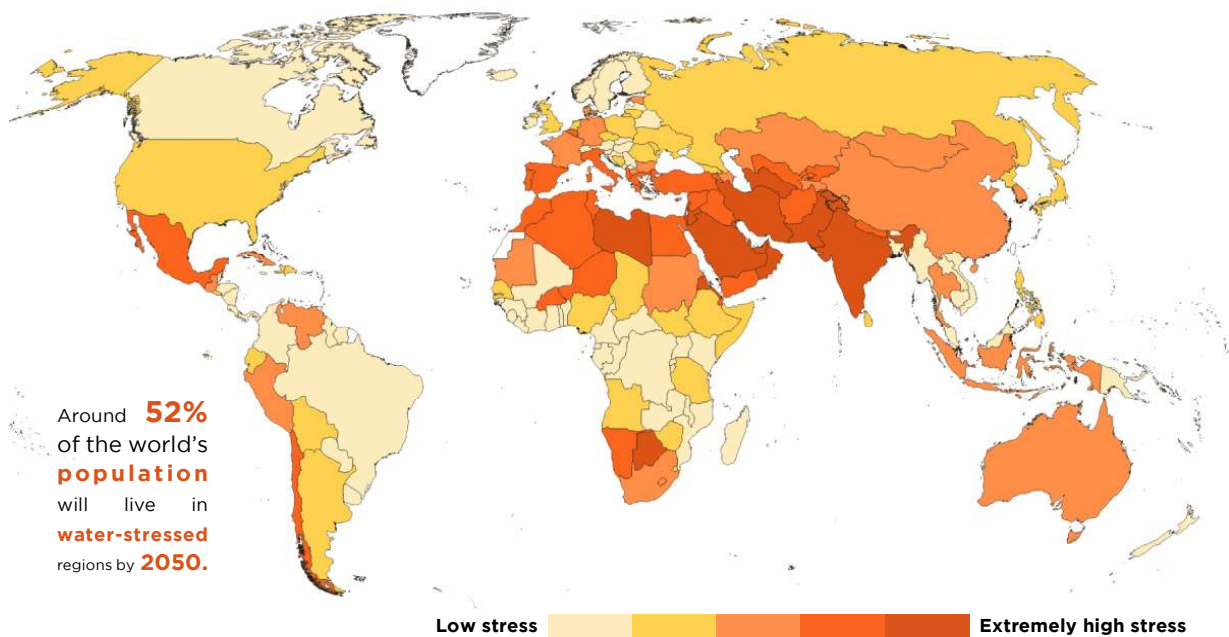 Around 52%
of the world's
population
will live in
water-stressed
regions by 2050.
Low stress
Extremely high stress